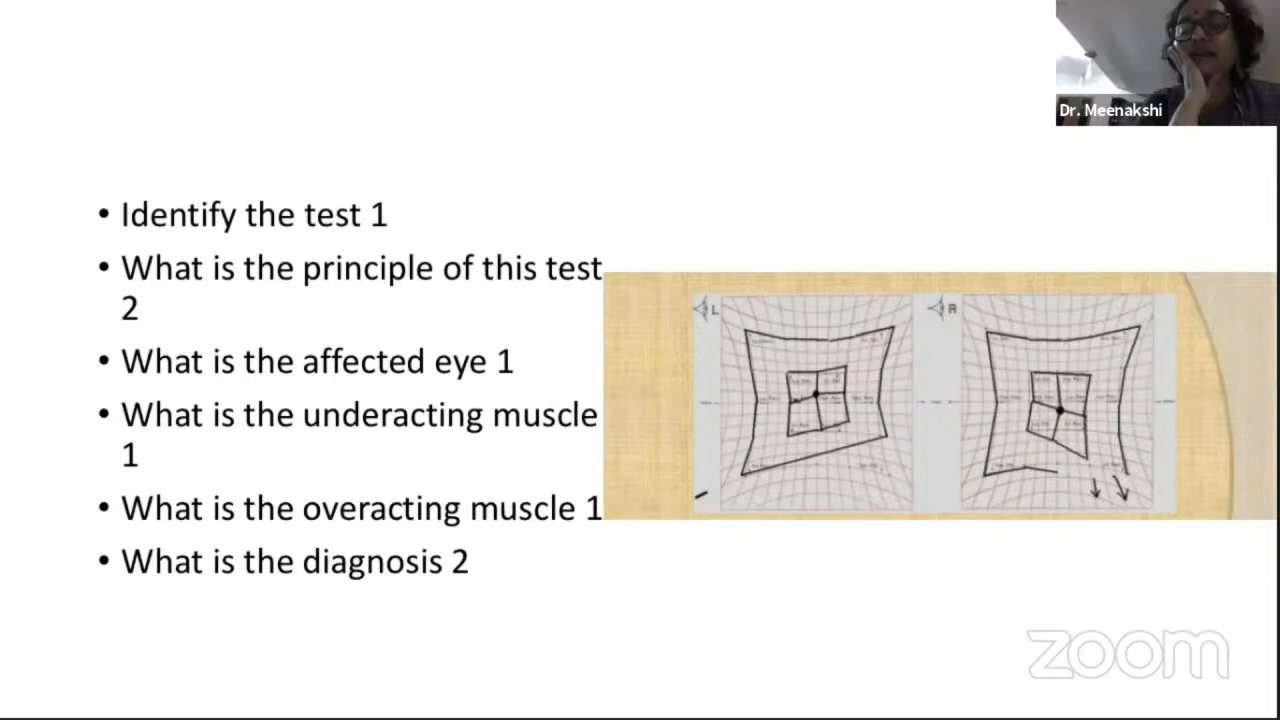 Dr. Meenakshi
• Identify the test 1
• What is the principle of this test
2
• What is the affected eye 1
• What is the underacting muscle
1
• What is the overacting muscle 1
• What is the diagnosis 2
L
R
zoom